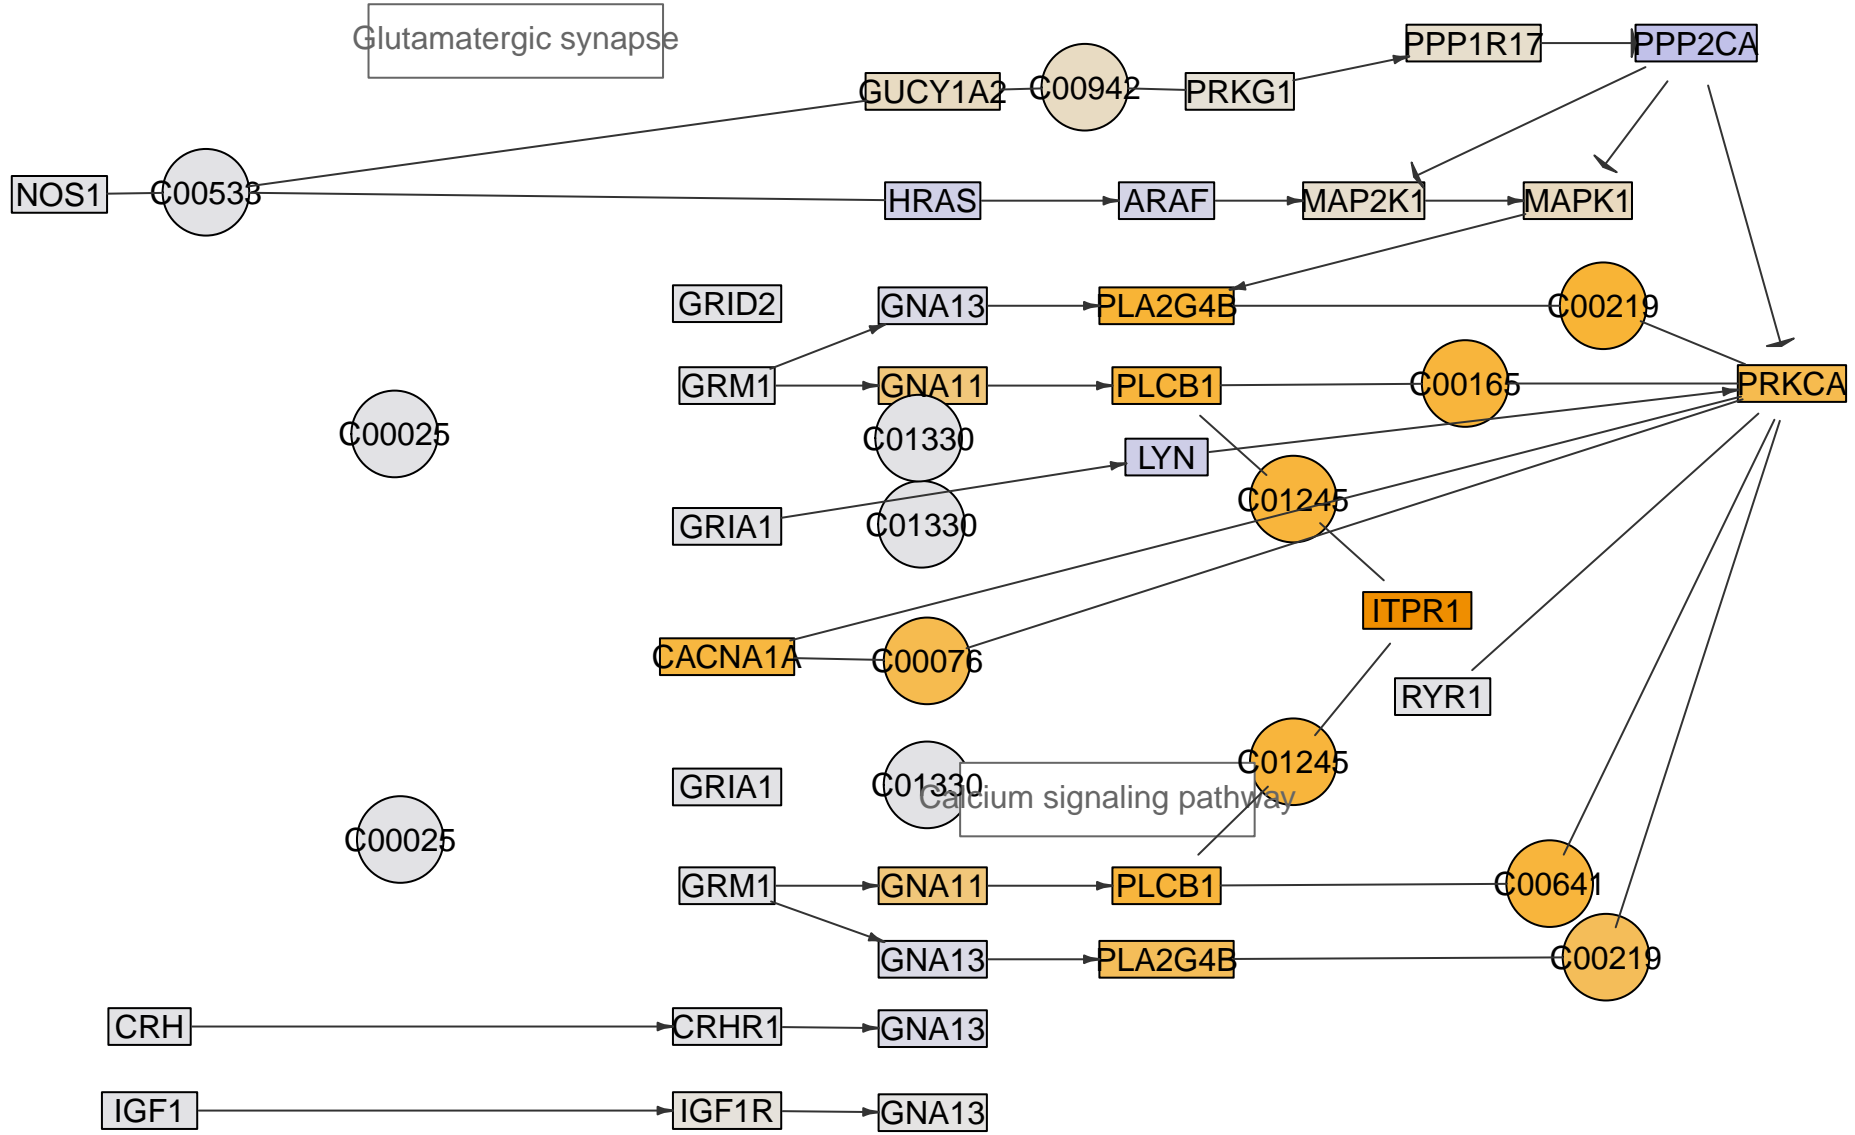 Glutamatergic synapse
PPP1R17
PPP2CA
GUCY1A2
C00942
PRKG1
NOS1
C00533
HRAS
ARAF
MAP2K1
MAPK1
GRID2
GNA13
PLA2G4B
C00219
GRM1
GNA11
PLCB1
C00165
PRKCA
C00025
C01330
LYN
GRIA1
C01330
C01245
ITPR1
CACNA1A
C00076
RYR1
GRIA1
C01330
C01245
Calcium signaling pathway
C00025
GRM1
GNA11
PLCB1
C00641
GNA13
PLA2G4B
C00219
CRH
CRHR1
GNA13
IGF1
IGF1R
GNA13